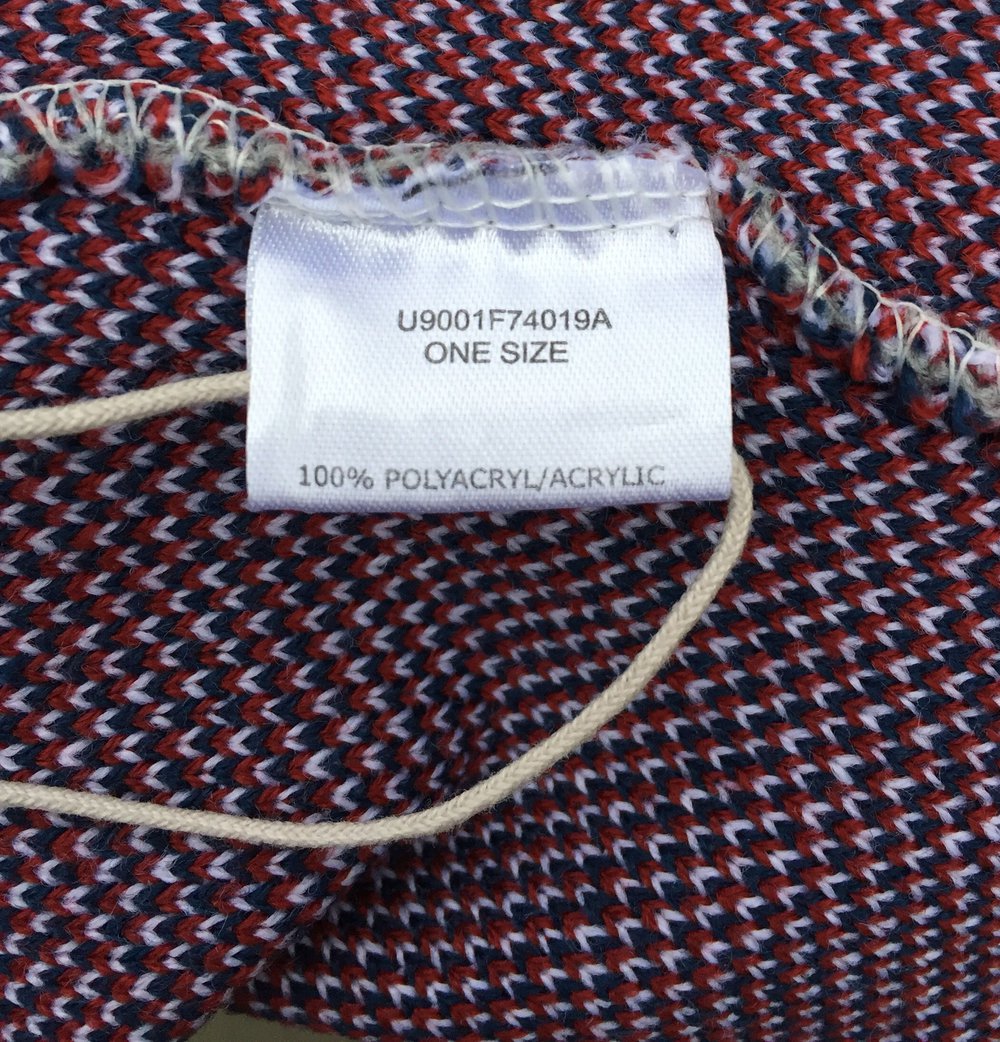 U9001F74019A
ONE SIZE
100% POLYACRYL/ACRYLIC